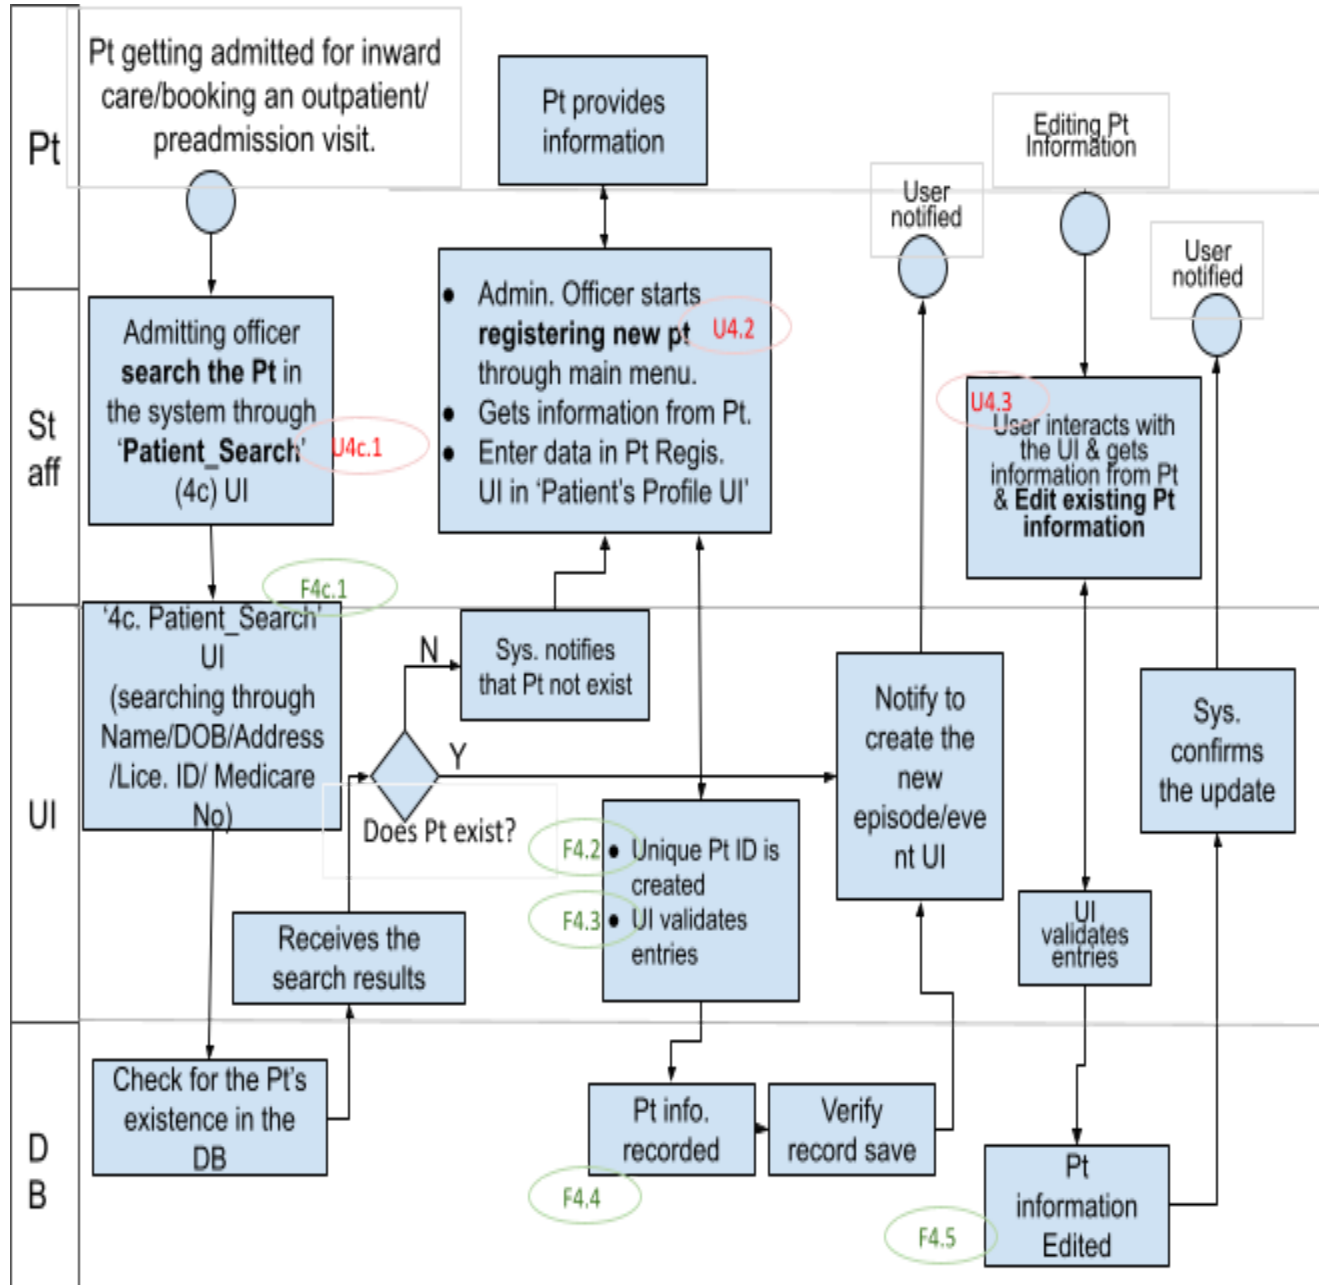 Pt getting admitted for inward
care/booking an outpatient/
preadmission visit.
Pt
Pt provides
information
Editing Pt
Information
User
notified
User
notified
St
aff
Admitting officer
search the Pt in
the system through
‘Patient_Search’
(4c) UI
U4c.1
● Admin. Officer starts
registering new pt
through main menu.
● Gets information from Pt.
● Enter data in Pt Regis.
UI in ‘Patient’s Profile UI’
U4.2
U4.3
User interacts with
the UI & gets
information from Pt
& Edit existing Pt
information
F4c.1
UI
‘4c. Patient_Search’
UI
(searching through
Name/DOB/Address
/Lice. ID/ Medicare
No)
N
Sys. notifies
that Pt not exist
Y
Does Pt exist?
Receives the
search results
F4.2
● Unique Pt ID is
created
F4.3
● UI validates
entries
Notify to
create the
new
episode/eve
nt UI
UI
validates
entries
Sys.
confirms
the update
D
B
Check for the Pt’s
existence in the
DB
Pt info.
recorded
F4.4
Verify
record save
Pt
information
Edited
F4.5